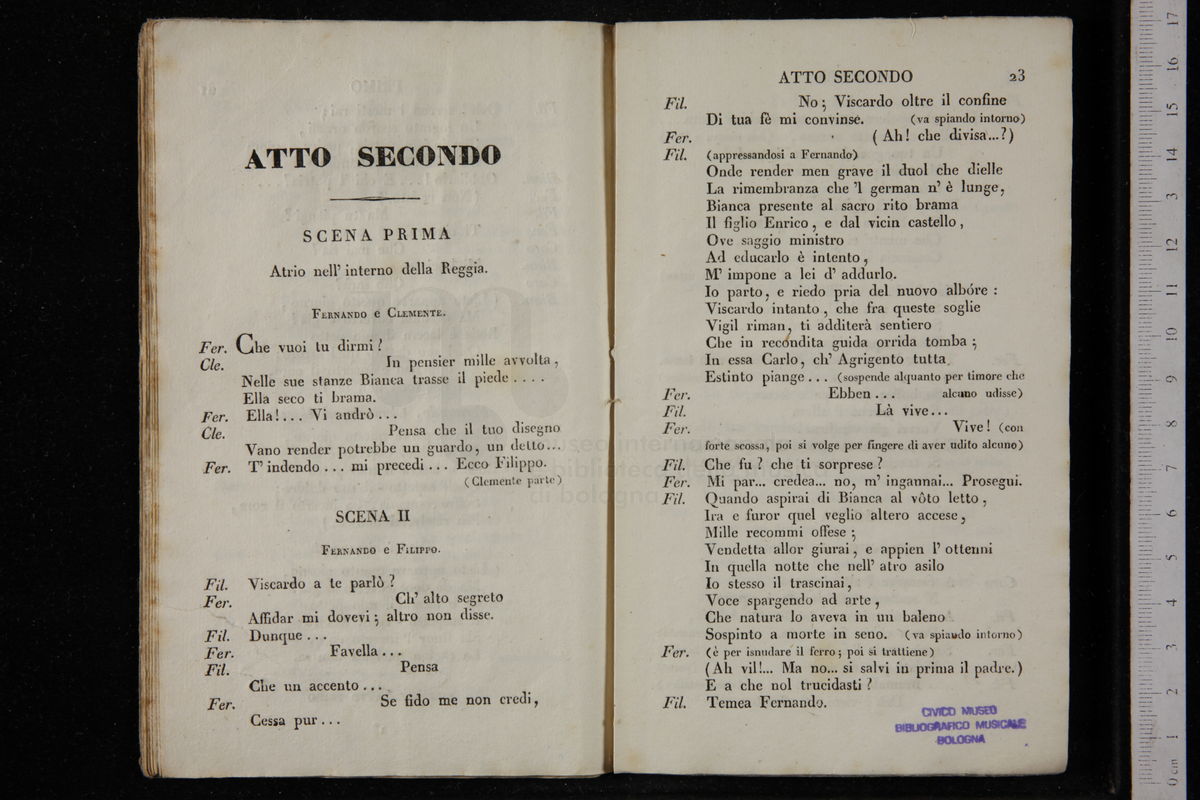 ATTO SECONDO
SCENA PRIMA
Atrio nell' interno della Reggia.
FERNANDO e CLEMENTE.
Fer. Che vuoi tu dirmi?
Cle. In pensier mille avvolta,
Nelle sue stanze Bianca trasse il piede....
Ella seco ti brama.
Fer. Ella!... Vi andrò...
Cle. Pensa che il tuo disegno
Vano render potrebbe un guardo, un detto...
Fer. T' indendo... mi precedi... Ecco Filippo.
(Clemente parte)
SCENA II
FERNANDO e FILIPPO.
Fil. Viscardo a te parlò?
Fer. Ch' alto segreto
Affidar mi dovevi; altro non disse.
Fil. Dunque...
Fer. Favella...
Fil. Pensa
Che un accento...
Fer. Se fido me non credi,
Cessa pur...
ATTO SECONDO 23
Fil. No; Viscardo oltre il confine
Di tua fè mi convinse. (va spiando intorno)
Fer. (Ah! che divisa...?)
Fil. (appressandosi a Fernando)
Onde render men grave il duol che dielle
La rimembranza che 'l german n' è lunge,
Bianca presente al sacro rito brama
Il figlio Enrico, e dal vicin castello,
Ove saggio ministro
Ad educarlo è intento,
M' impone a lei d' addurlo.
Io parto, e riedo pria del nuovo albóre:
Viscardo intanto, che fra queste soglie
Vigil riman, ti additerà sentiero
Che in recondita guida orrida tomba;
In essa Carlo, ch' Agrigento tutta
Estinto piange... (sospende alquanto per timore che
Fer. Ebben... alcuno udisse)
Fil. Là vive...
Fer. Vive! (con
forte scossa, poi si volge per fingere di aver udito alcuno)
Fil. Che fu? che ti sorprese?
Fer. Mi par... credea... no, m' ingannai... Prosegui.
Fil. Quando aspirai di Bianca al vôto letto,
Ira e furor quel veglio altero accese,
Mille recommi offese;
Vendetta allor giurai, e appien l' ottenni
In quella notte che nell' atro asilo
Io stesso il trascinai,
Voce spargendo ad arte,
Che natura lo aveva in un baleno
Sospinto a morte in seno. (va spiando intorno)
Fer. (è per isnudare il ferro; poi si trattiene)
(Ah vil!... Ma no... si salvi in prima il padre.)
E a che nol trucidasti?
Fil. Temea Fernando.
CIVICO MUSEO
BIBLIOGRAFICO MUSICALE
BOLOGNA